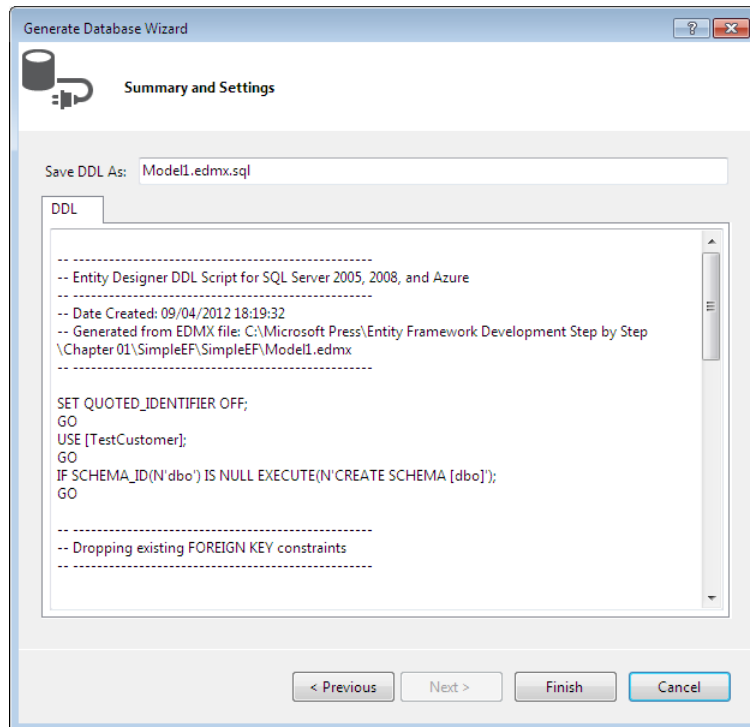 Generate Database Wizard
Summary and Settings
Save DDL As: Model1.edmx.sql
DDL
-- --------------------------------------------------
-- Entity Designer DDL Script for SQL Server 2005, 2008, and Azure
-- --------------------------------------------------
-- Date Created: 09/04/2012 18:19:32
-- Generated from EDMX file: C:\Microsoft Press\Entity Framework Development Step by Step
\Chapter 01\SimpleEF\SimpleEF\Model1.edmx
-- --------------------------------------------------
SET QUOTED_IDENTIFIER OFF;
GO
USE [TestCustomer];
GO
IF SCHEMA_ID(N'dbo') IS NULL EXECUTE(N'CREATE SCHEMA [dbo]');
GO
-- --------------------------------------------------
-- Dropping existing FOREIGN KEY constraints
-- --------------------------------------------------
< Previous Next > Finish Cancel